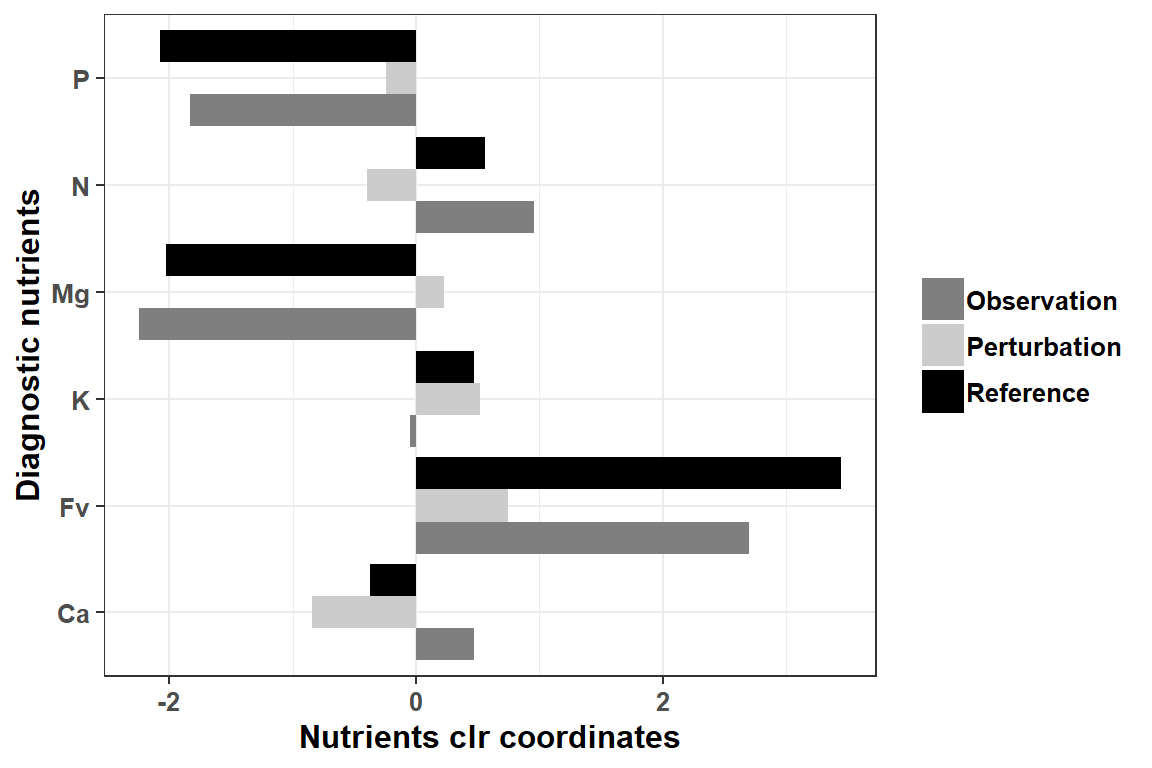 Diagnostic nutrients
P
N
Mg
K
Fv
Ca
-2
0
2
Nutrients clr coordinates
Observation
Perturbation
Reference